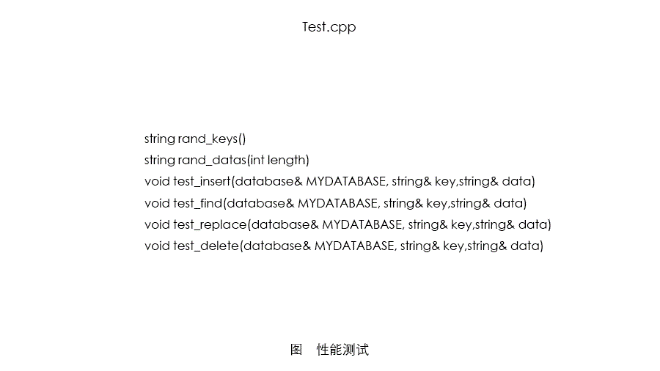 Test.cpp
string rand_keys()
string rand_datas(int length)
void test_insert(database& MYDATABASE, string& key,string& data)
void test_find(database& MYDATABASE, string& key,string& data)
void test_replace(database& MYDATABASE, string& key,string& data)
void test_delete(database& MYDATABASE, string& key,string& data)
图 性能测试